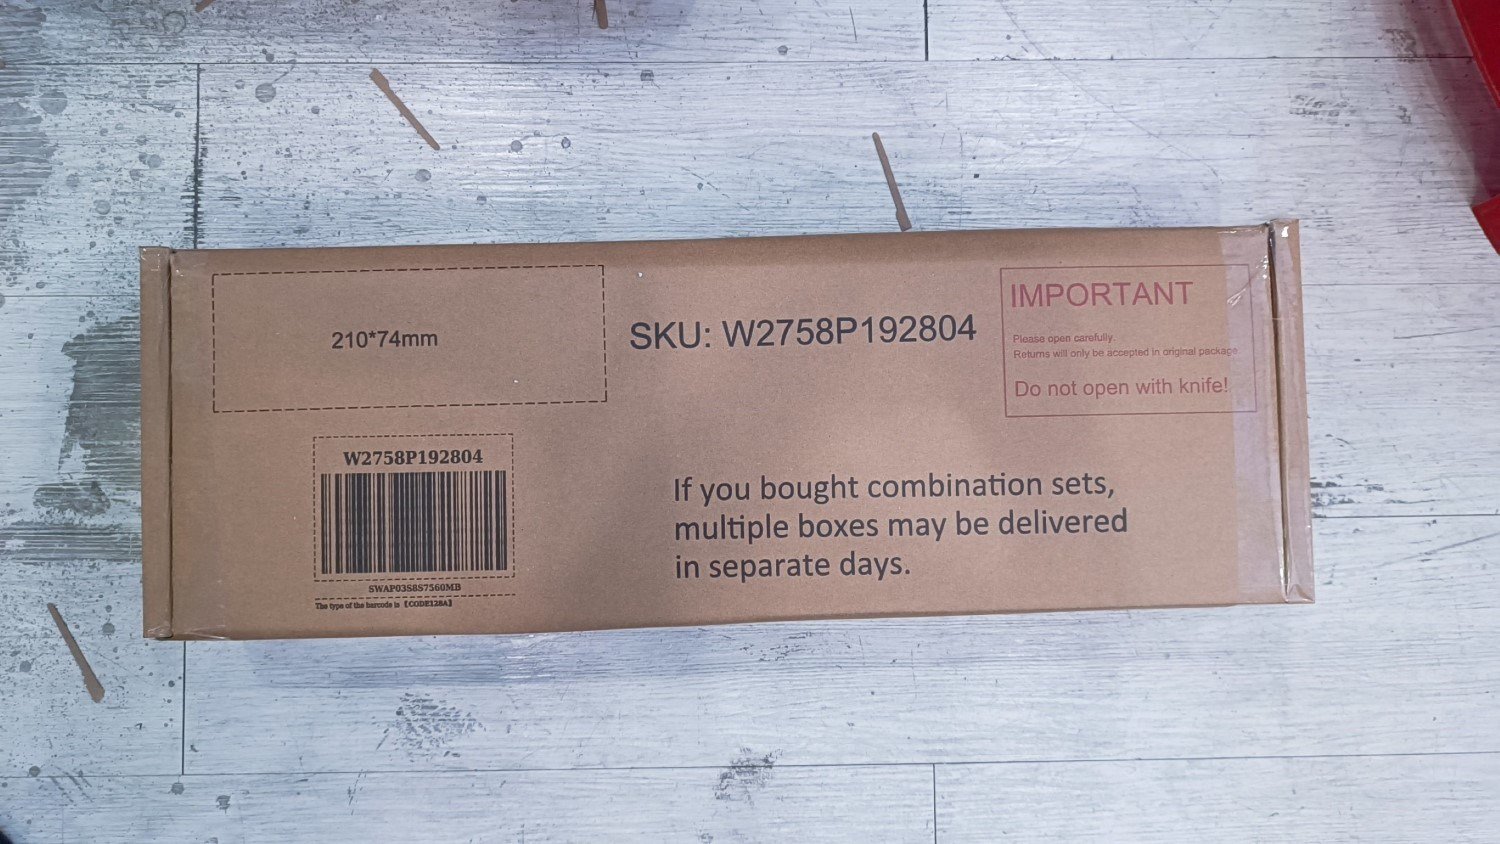 210*74mm
SKU: W2758P192804
IMPORTANT
Please open carefully.
Returns will only be accepted in original package
Do not open with knife!
W2758P192804
SWAP03S8S7560MB
The type of the barcode is 【CODE128A】
If you bought combination sets,
multiple boxes may be delivered
in separate days.